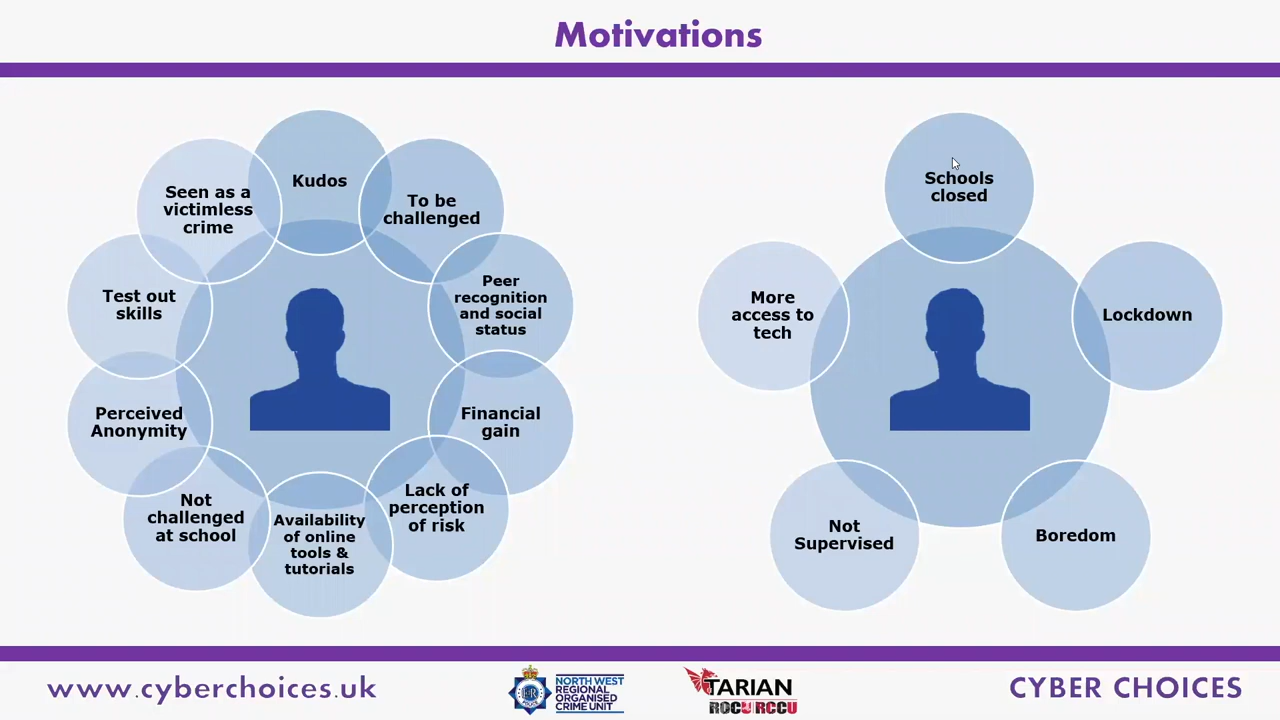 Motivations
Kudos
To be
challenged
Peer
recognition
and social
status
Financial
gain
Lack of
perception
of risk
Availability
of online
tools &
tutorials
Not
challenged
at school
Perceived
Anonymity
Test out
skills
Seen as a
victimless
crime
Schools
closed
Lockdown
Boredom
Not
Supervised
More
access to
tech
www.cyberchoices.uk
NORTH WEST
REGIONAL
ORGANISED
CRIME UNIT
TARIAN
ROCU RCCU
CYBER CHOICES